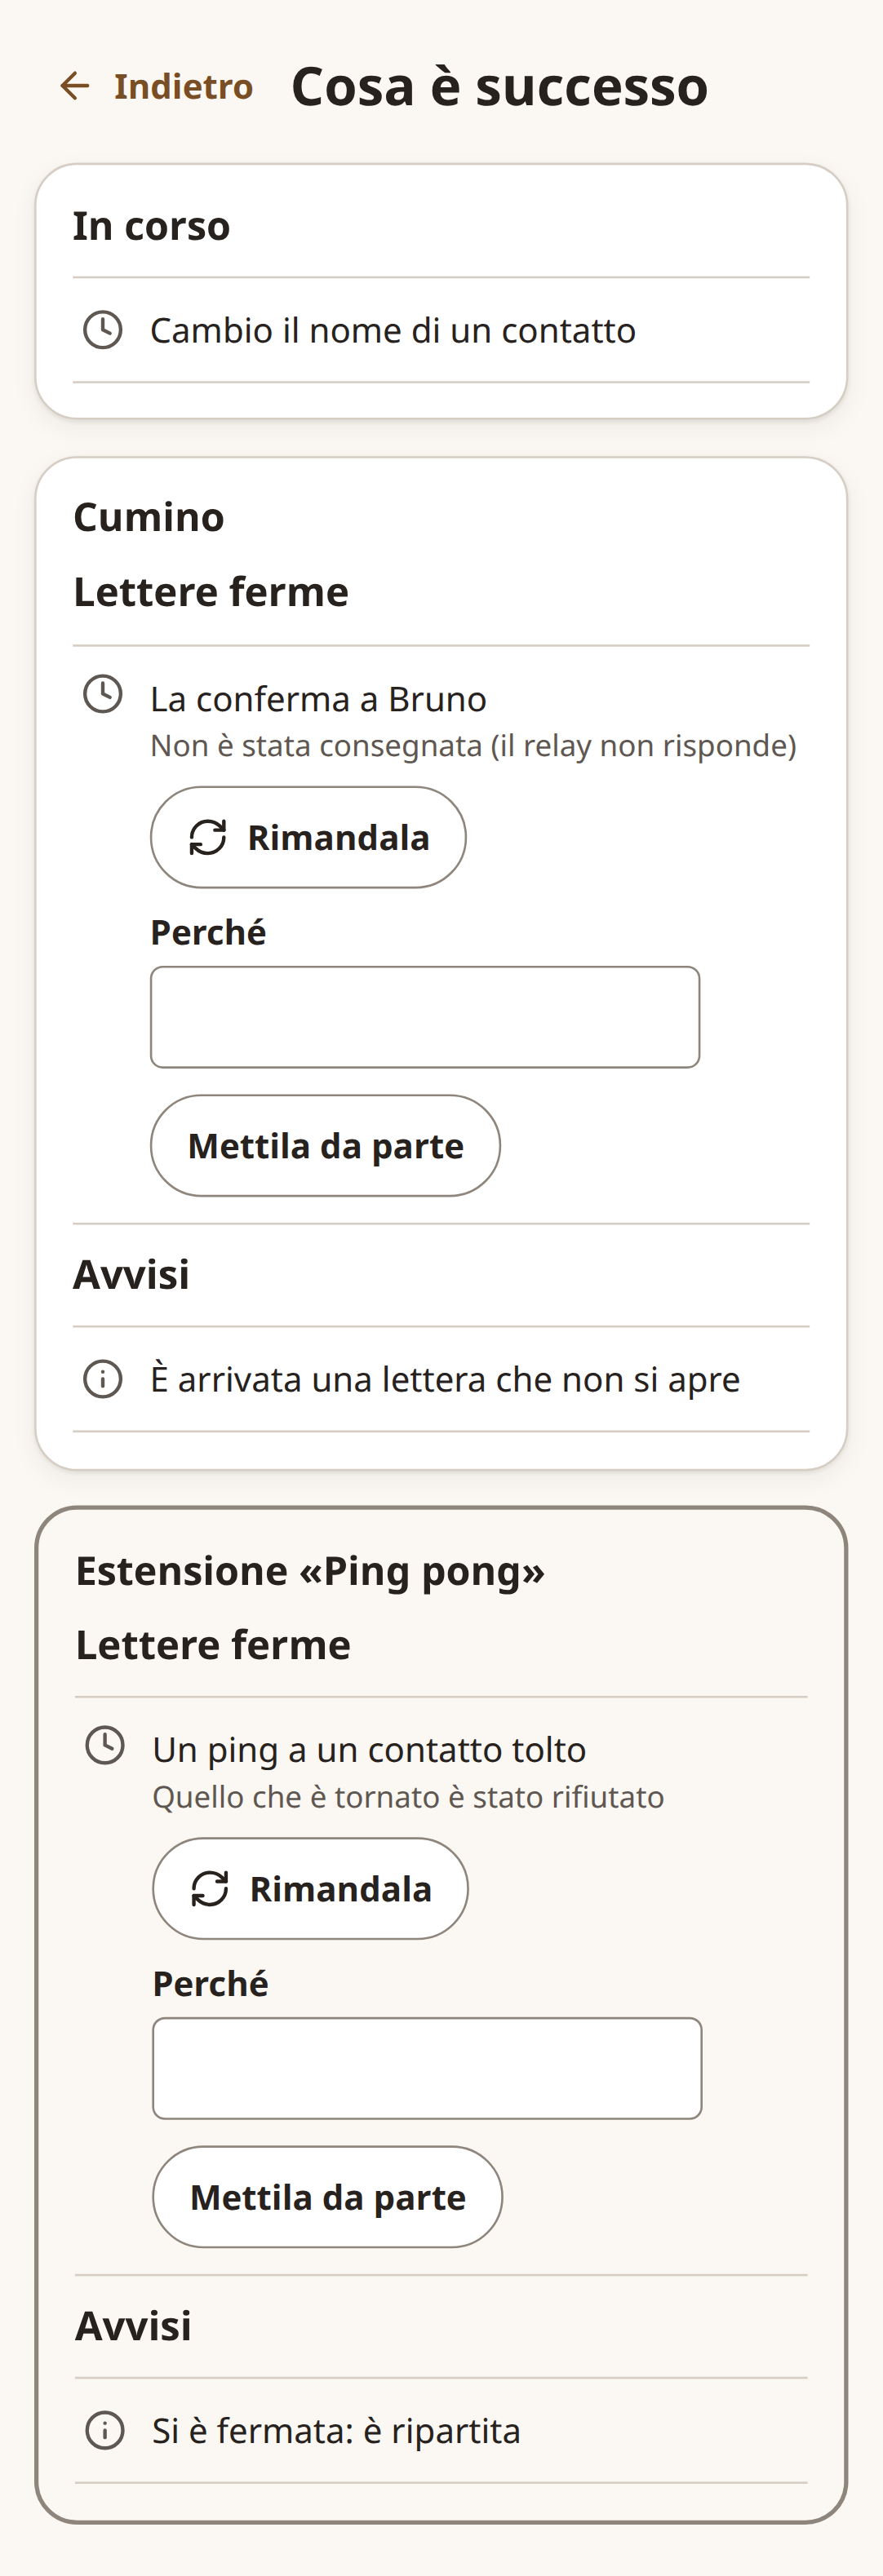 Indietro
Cosa è successo
In corso
Cambio il nome di un contatto
Cumino
Lettere ferme
La conferma a Bruno
Non è stata consegnata (il relay non risponde)
Rimandala
Perché
Mettila da parte
Avvisi
È arrivata una lettera che non si apre
Estensione «Ping pong»
Lettere ferme
Un ping a un contatto tolto
Quello che è tornato è stato rifiutato
Rimandala
Perché
Mettila da parte
Avvisi
Si è fermata: è ripartita